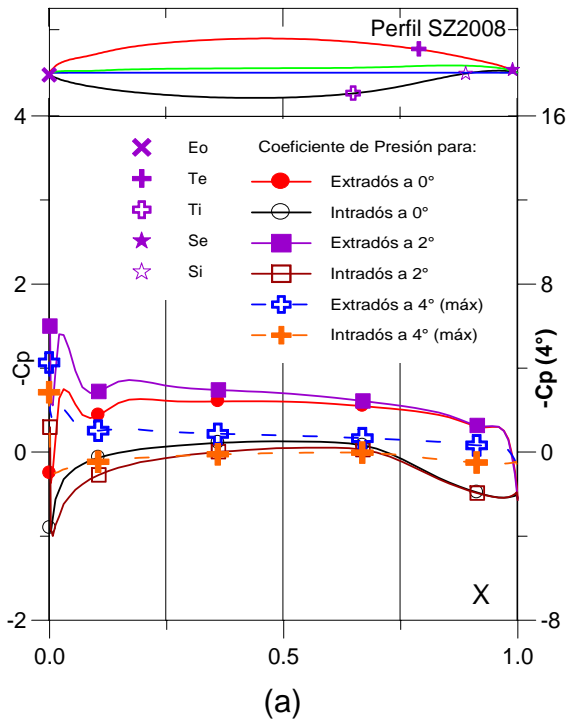 Perfil SZ2008
4
16
Eo
Coeficiente de Presión para:
Te
Extradós a 0°
Ti
Intradós a 0°
Se
Extradós a 2°
Si
Intradós a 2°
Extradós a 4° (máx)
Intradós a 4° (máx)
2
8
-Cp
-Cp (4°)
0
0
-4
X
-2
-8
0.0
0.5
1.0
(a)